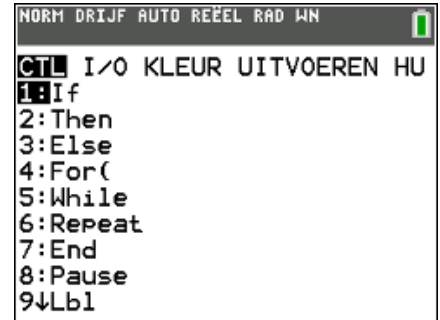 NORM DRIJF AUTO REËEL RAD WN
CTL I/O KLEUR UITVOEREN HU
1:If
2:Then
3:Else
4:For(
5:While
6:Repeat
7:End
8:Pause
9↓Lbl